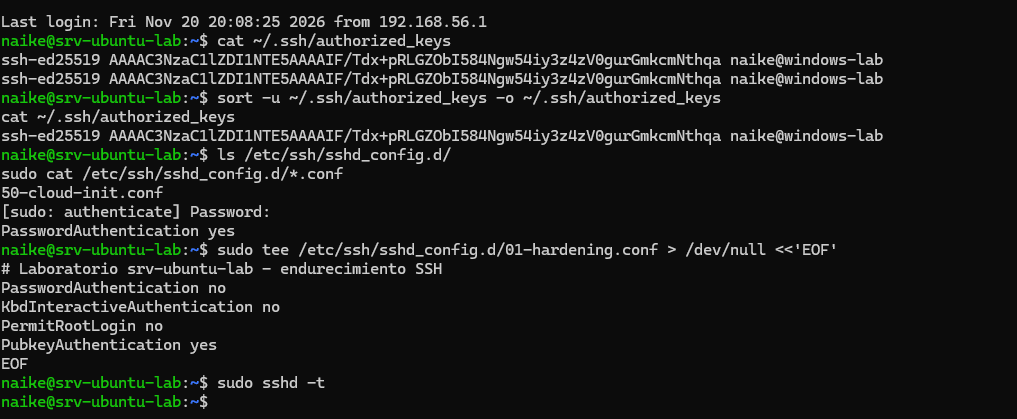 Last login: Fri Nov 20 20:08:25 2026 from 192.168.56.1
naike@srv-ubuntu-lab:~$ cat ~/.ssh/authorized_keys
ssh-ed25519 AAAAC3NzaC1lZDI1NTE5AAAAIF/Tdx+pRLGZObI584Ngw54iy3z4zV0gurGmkcmNthqa naike@windows-lab
ssh-ed25519 AAAAC3NzaC1lZDI1NTE5AAAAIF/Tdx+pRLGZObI584Ngw54iy3z4zV0gurGmkcmNthqa naike@windows-lab
naike@srv-ubuntu-lab:~$ sort -u ~/.ssh/authorized_keys -o ~/.ssh/authorized_keys
cat ~/.ssh/authorized_keys
ssh-ed25519 AAAAC3NzaC1lZDI1NTE5AAAAIF/Tdx+pRLGZObI584Ngw54iy3z4zV0gurGmkcmNthqa naike@windows-lab
naike@srv-ubuntu-lab:~$ ls /etc/ssh/sshd_config.d/
sudo cat /etc/ssh/sshd_config.d/*.conf
50-cloud-init.conf
[sudo: authenticate] Password:
PasswordAuthentication yes
naike@srv-ubuntu-lab:~$ sudo tee /etc/ssh/sshd_config.d/01-hardening.conf > /dev/null <<'EOF'
# Laboratorio srv-ubuntu-lab - endurecimiento SSH
PasswordAuthentication no
KbdInteractiveAuthentication no
PermitRootLogin no
PubkeyAuthentication yes
EOF
naike@srv-ubuntu-lab:~$ sudo sshd -t
naike@srv-ubuntu-lab:~$